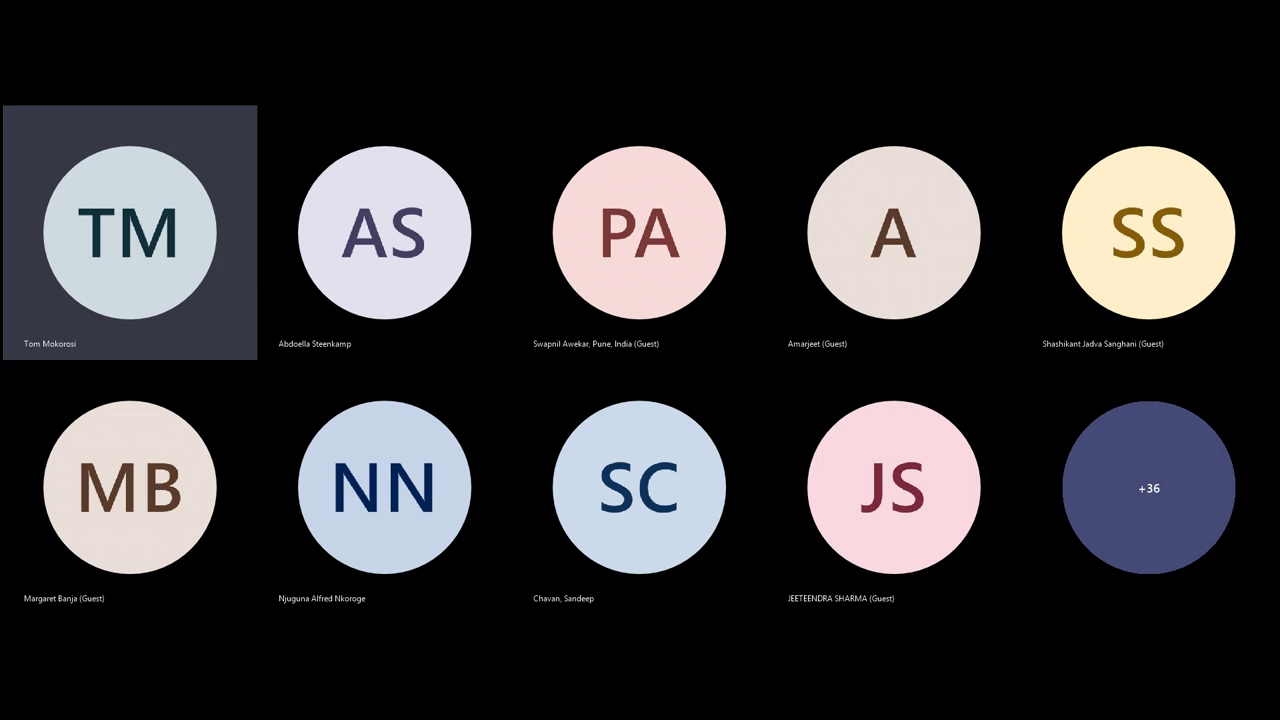 TM
AS
PA
A
SS
Tom Mokorosi
Abdoella Steenkamp
Swapnil Awekar, Pune, India (Guest)
Amarjeet (Guest)
Shashikant Jadva Sanghani (Guest)
MB
NN
SC
JS
+36
Margaret Banja (Guest)
Njuguna Alfred Nkoroge
Chavan, Sandeep
JEETEENDRA SHARMA (Guest)